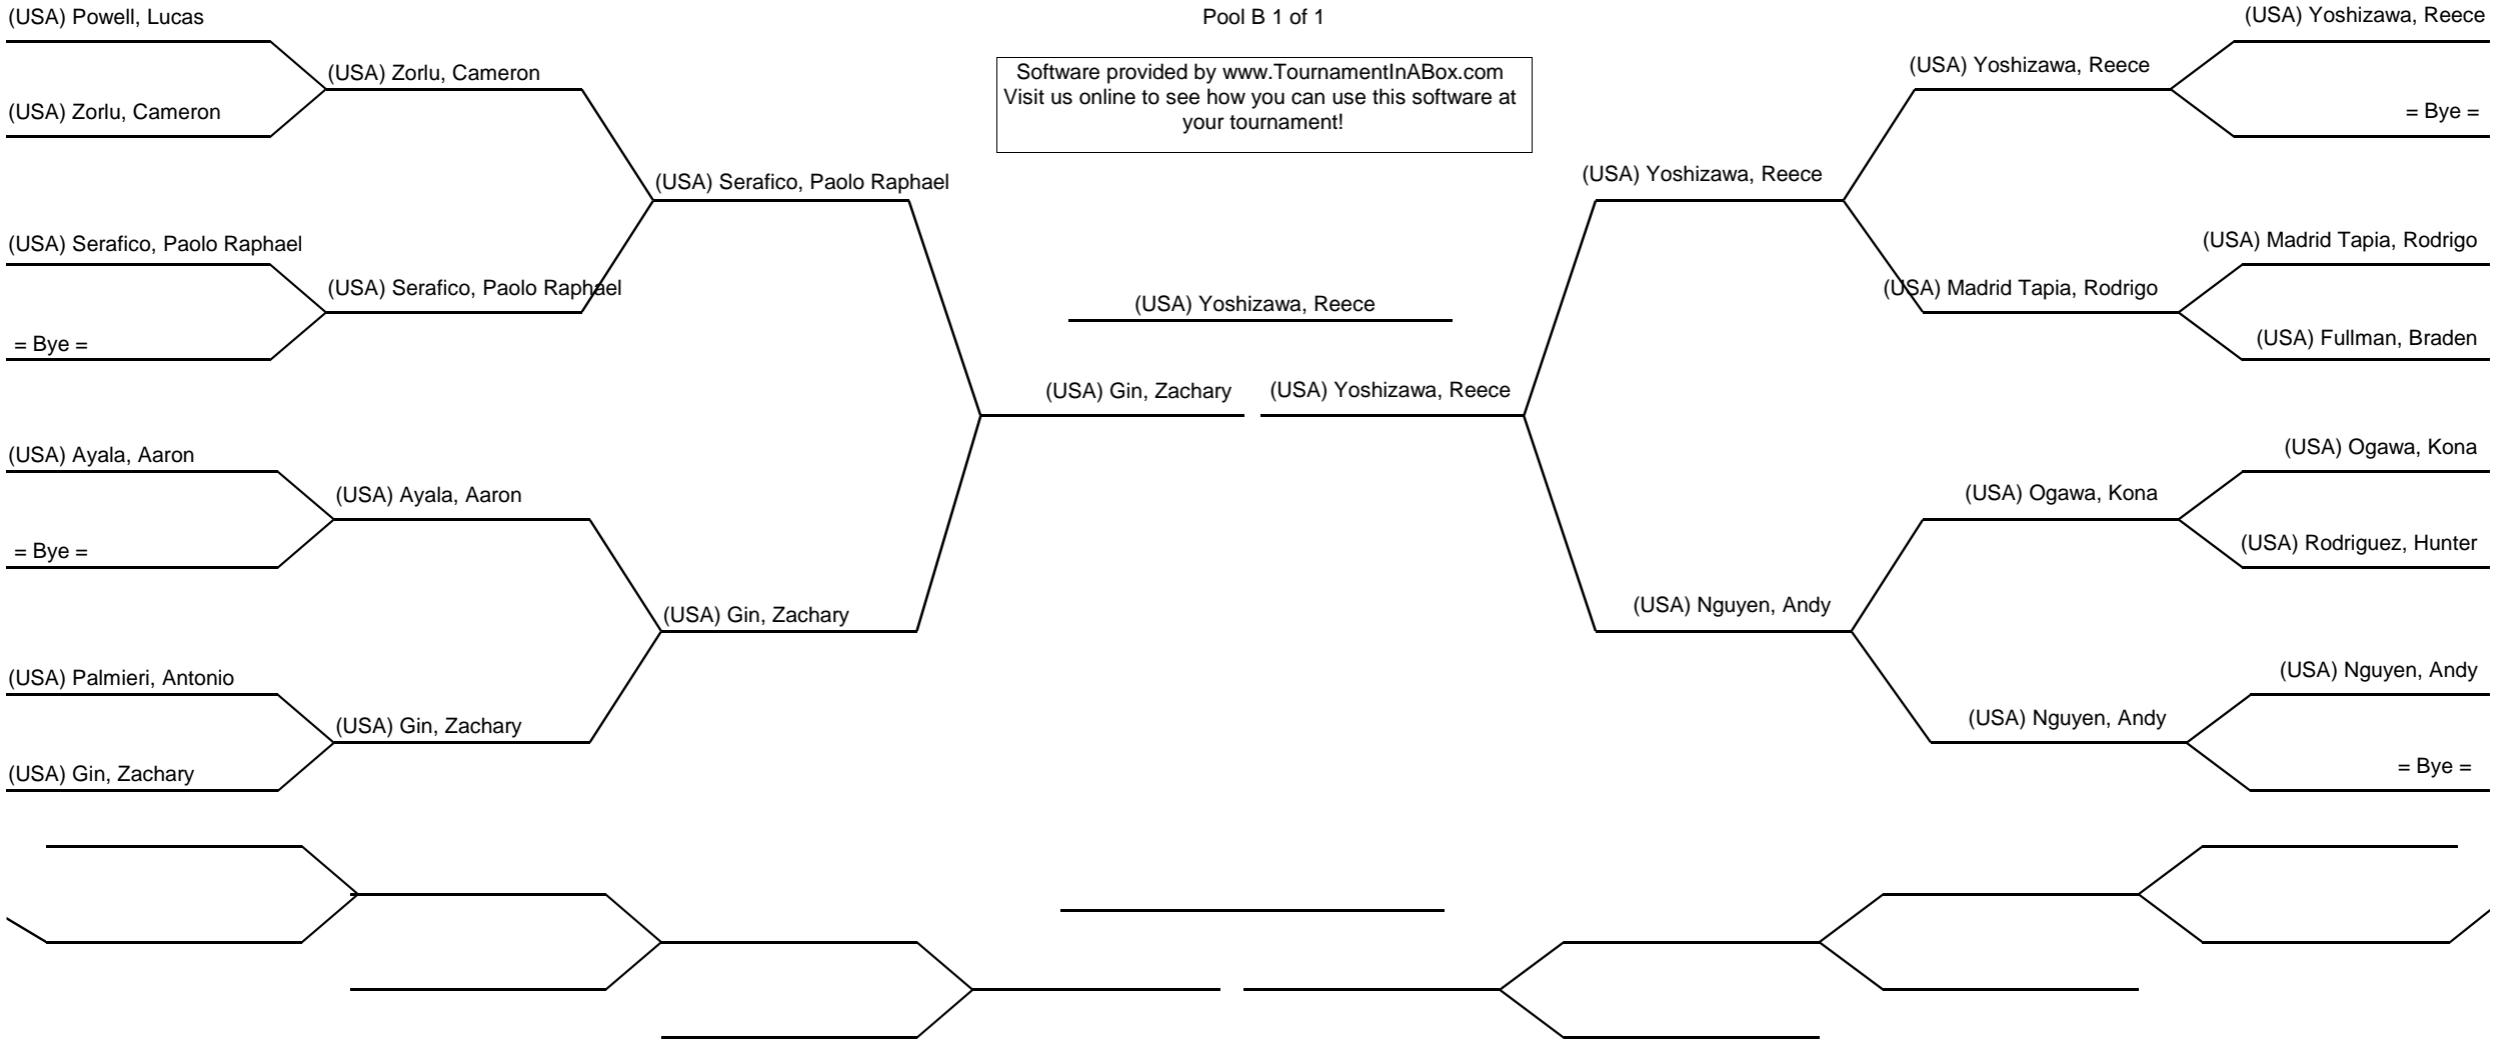 (USA) Powell, Lucas
Pool B 1 of 1
(USA) Yoshizawa, Reece
Software provided by www.TournamentInABox.com
Visit us online to see how you can use this software at
your tournament!
(USA) Zorlu, Cameron
(USA) Yoshizawa, Reece
(USA) Zorlu, Cameron
= Bye =
(USA) Serafico, Paolo Raphael
(USA) Yoshizawa, Reece
(USA) Serafico, Paolo Raphael
(USA) Madrid Tapia, Rodrigo
(USA) Serafico, Paolo Raphael
(USA) Madrid Tapia, Rodrigo
(USA) Yoshizawa, Reece
= Bye =
(USA) Fullman, Braden
(USA) Gin, Zachary
(USA) Yoshizawa, Reece
(USA) Ayala, Aaron
(USA) Ogawa, Kona
(USA) Ayala, Aaron
(USA) Ogawa, Kona
= Bye =
(USA) Rodriguez, Hunter
(USA) Gin, Zachary
(USA) Nguyen, Andy
(USA) Palmieri, Antonio
(USA) Nguyen, Andy
(USA) Gin, Zachary
(USA) Nguyen, Andy
(USA) Gin, Zachary
= Bye =